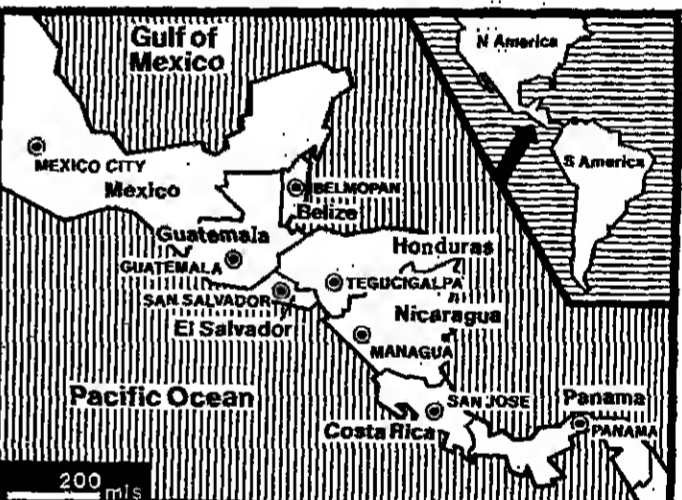 Gulf of
Mexico
N America
S America
MEXICO CITY
Mexico
BELMOPAN
Belize
Guatemala
GUATEMALA
Honduras
TEGUCIGALPA
SAN SALVADOR
El Salvador
Nicaragua
MANAGUA
Pacific Ocean
SAN JOSE
Costa Rica
Panama
PANAMA
200 mls